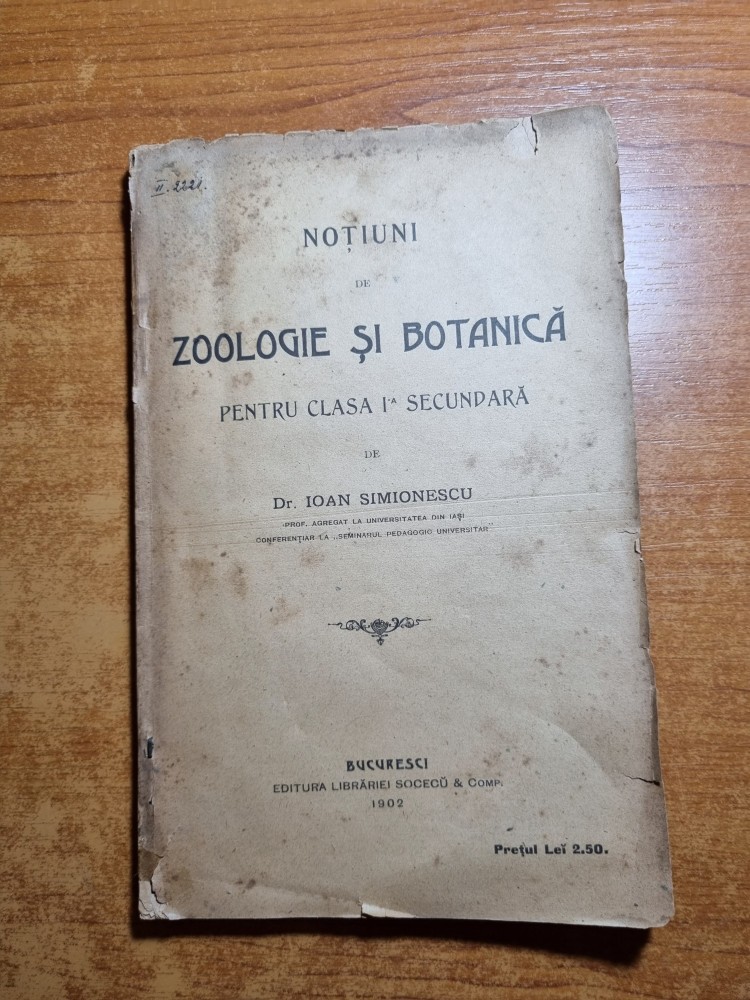 II. 2221.
NOȚIUNI
DE
ZOOLOGIE ȘI BOTANICĂ
PENTRU CLASA I-A SECUNDARĂ
DE
Dr. IOAN SIMIONESCU
PROF. AGREGAT LA UNIVERSITATEA DIN IAȘI
CONFERENȚIAR LA „SEMINARUL PEDAGOGIC UNIVERSITAR"
BUCURESCI
EDITURA LIBRĂRIEI SOCECŬ & COMP.
1902
Prețul Leĭ 2.50.